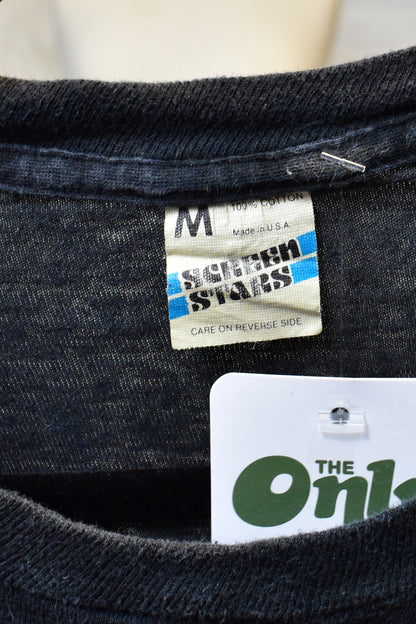 M
100% COTTON
Made in U.S.A.
SCREEN
STARS
CARE ON REVERSE SIDE
THE
Onl